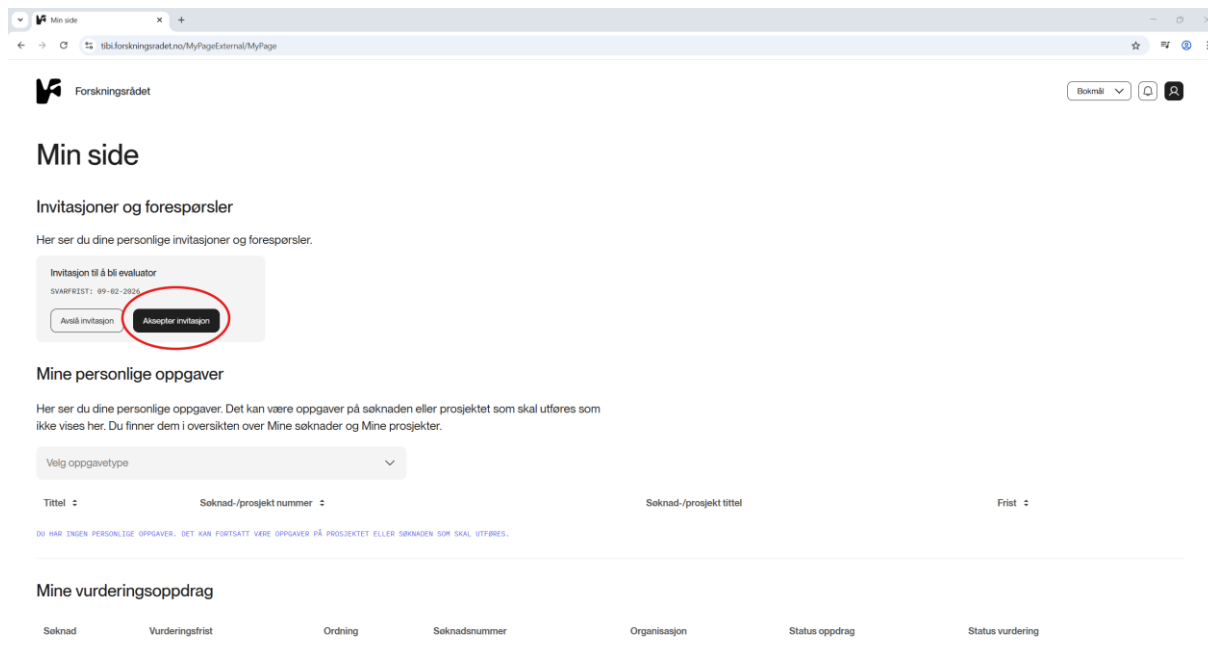 Min side
tibi.forskningsradet.no/MyPageExternal/MyPage
Forskningsrådet
Bokmål
Min side
Invitasjoner og forespørsler
Her ser du dine personlige invitasjoner og forespørsler.
Invitasjon til å bli evaluator
SVARFRIST: 09-02-2026
Avslå invitasjon
Aksepter invitasjon
Mine personlige oppgaver
Her ser du dine personlige oppgaver. Det kan være oppgaver på søknaden eller prosjektet som skal utføres som
ikke vises her. Du finner dem i oversikten over Mine søknader og Mine prosjekter.
Velg oppgavetype
Tittel Søknad-/prosjekt nummer Søknad-/prosjekt tittel Frist
DU HAR INGEN PERSONLIGE OPPGAVER. DET KAN FORTSATT VÆRE OPPGAVER PÅ PROSJEKTET ELLER SØKNADEN SOM SKAL UTFØRES.
Mine vurderingsoppdrag
Søknad Vurderingsfrist Ordning Søknadsnummer Organisasjon Status oppdrag Status vurdering